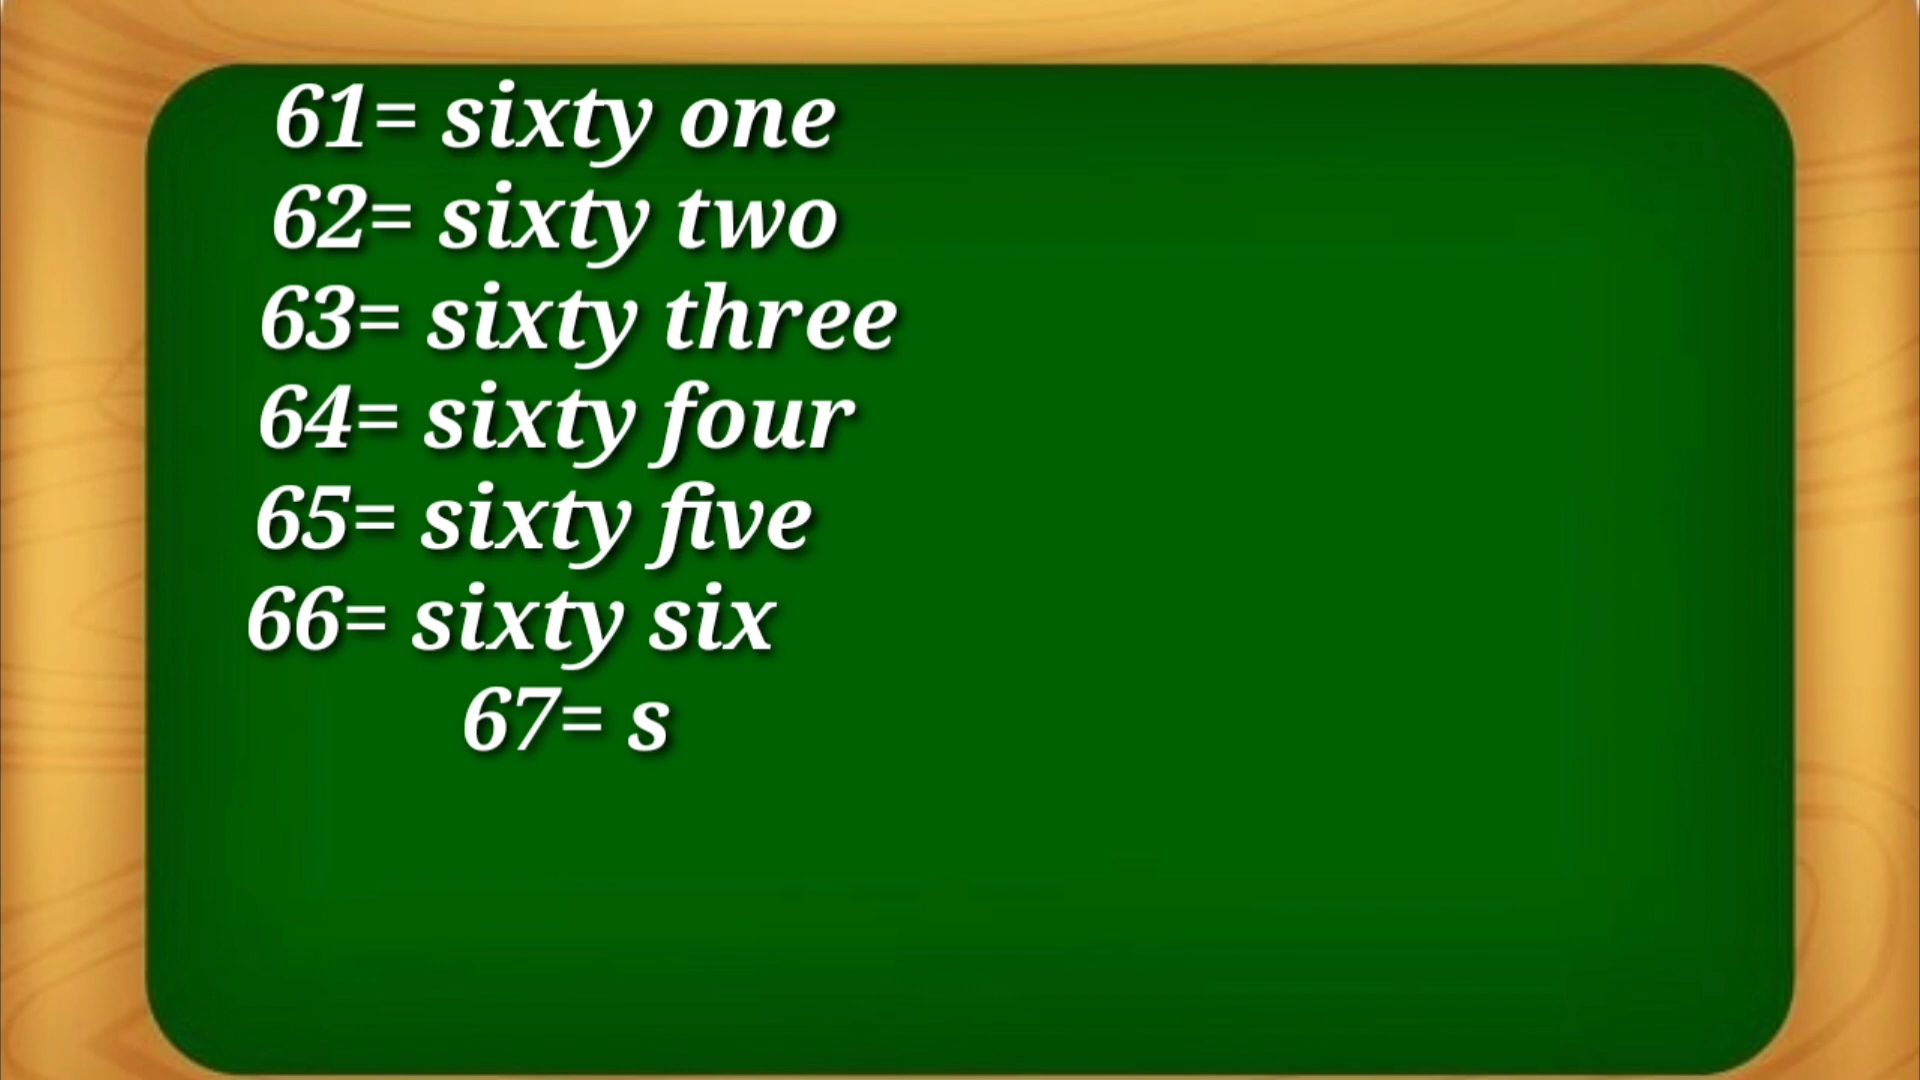 61= sixty one
62= sixty two
63= sixty three
64= sixty four
65= sixty five
66= sixty six
67= s